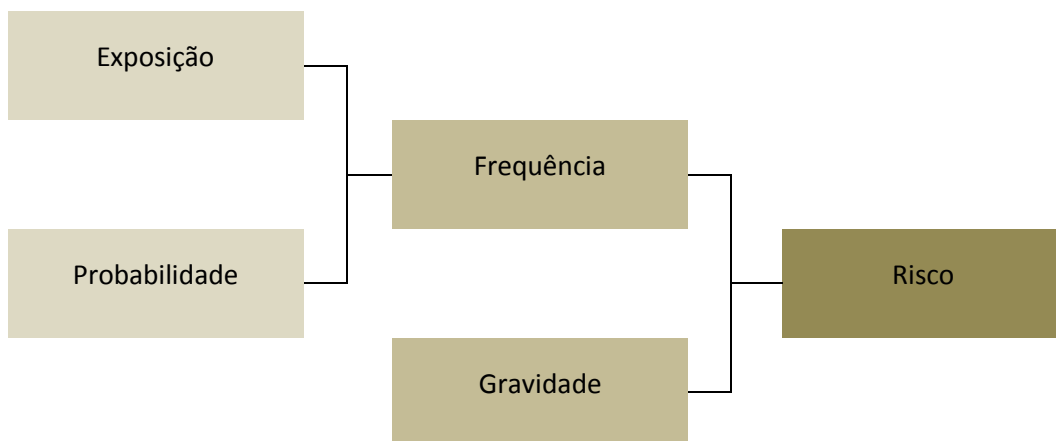 Exposição
Frequência
Probabilidade
Risco
Gravidade